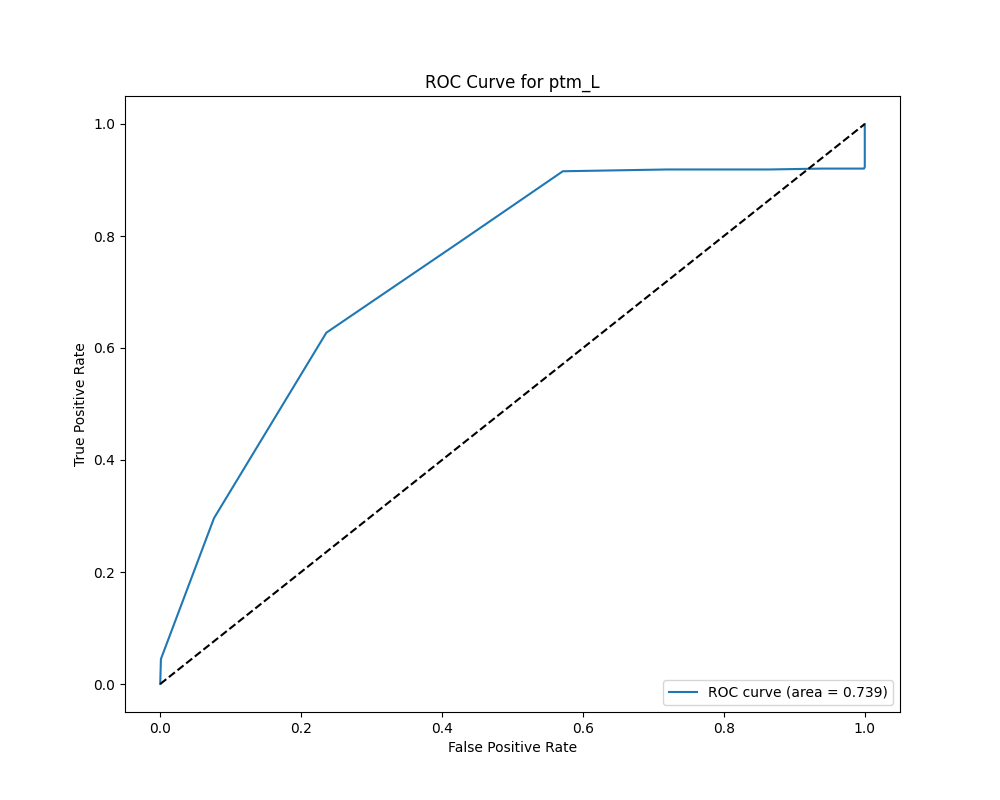 ROC Curve for ptm_L
True Positive Rate
1.0
0.8
0.6
0.4
0.2
0.0
ROC curve (area = 0.739)
0.0 0.2 0.4 0.6 0.8 1.0
False Positive Rate